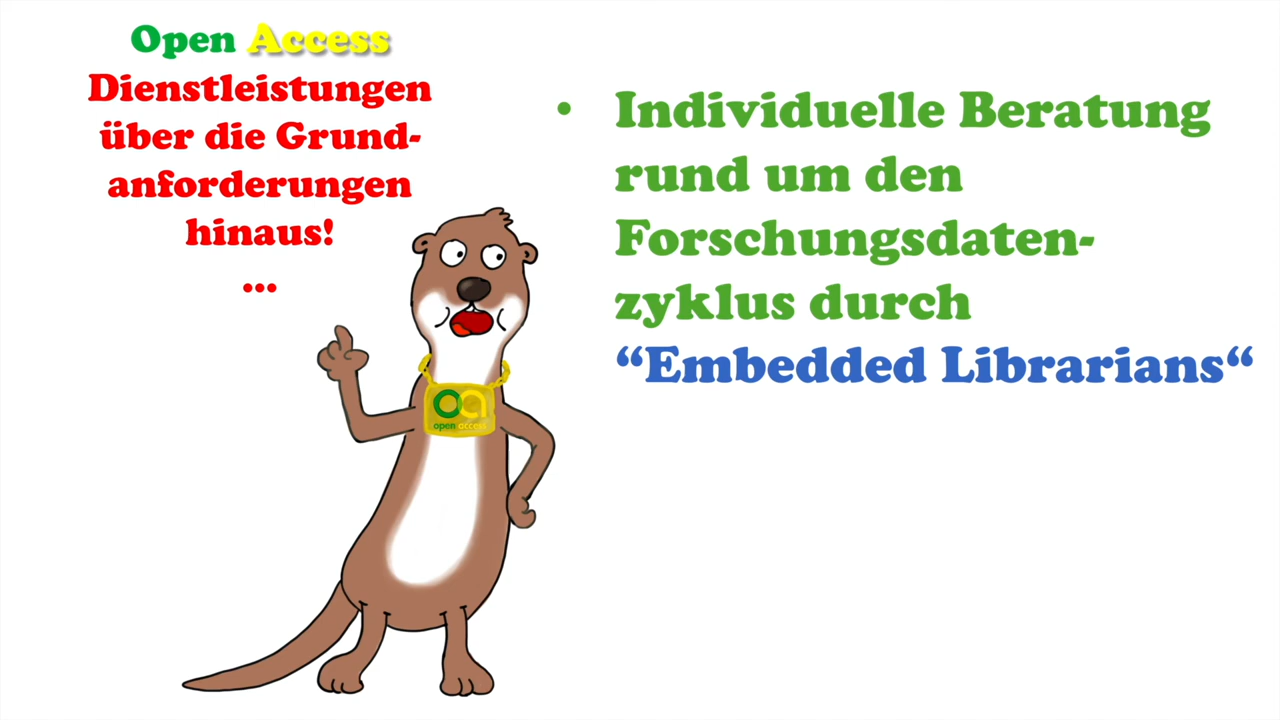 Open Access
Dienstleistungen
über die Grund-
anforderungen
hinaus!
...
• Individuelle Beratung
rund um den
Forschungsdaten-
zyklus durch
“Embedded Librarians“
oa
open access